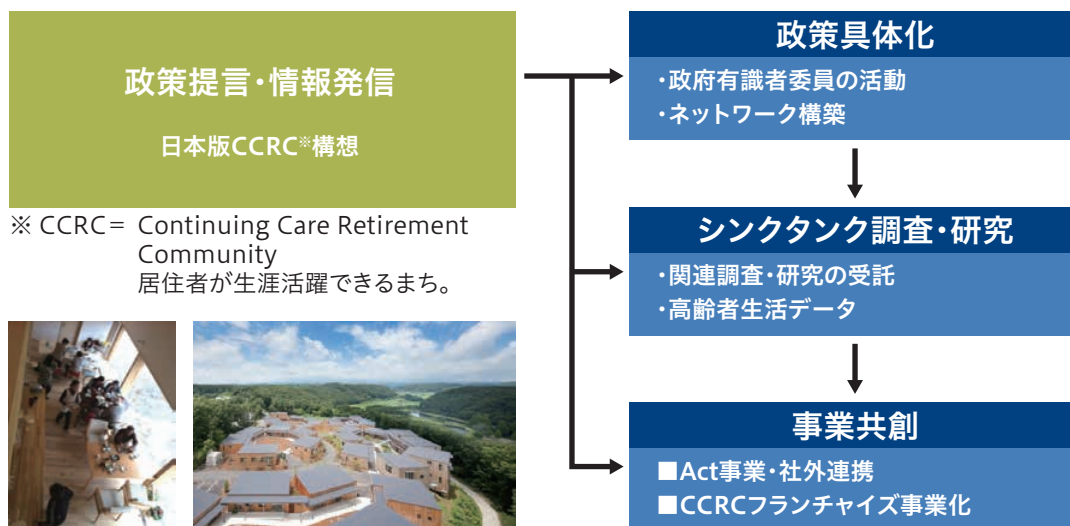 政策提言・情報発信
日本版CCRC※構想
※ CCRC＝ Continuing Care Retirement
Community
居住者が生涯活躍できるまち。
政策具体化
・政府有識者委員の活動
・ネットワーク構築
シンクタンク調査・研究
・関連調査・研究の受託
・高齢者生活データ
事業共創
■Act事業・社外連携
■CCRCフランチャイズ事業化